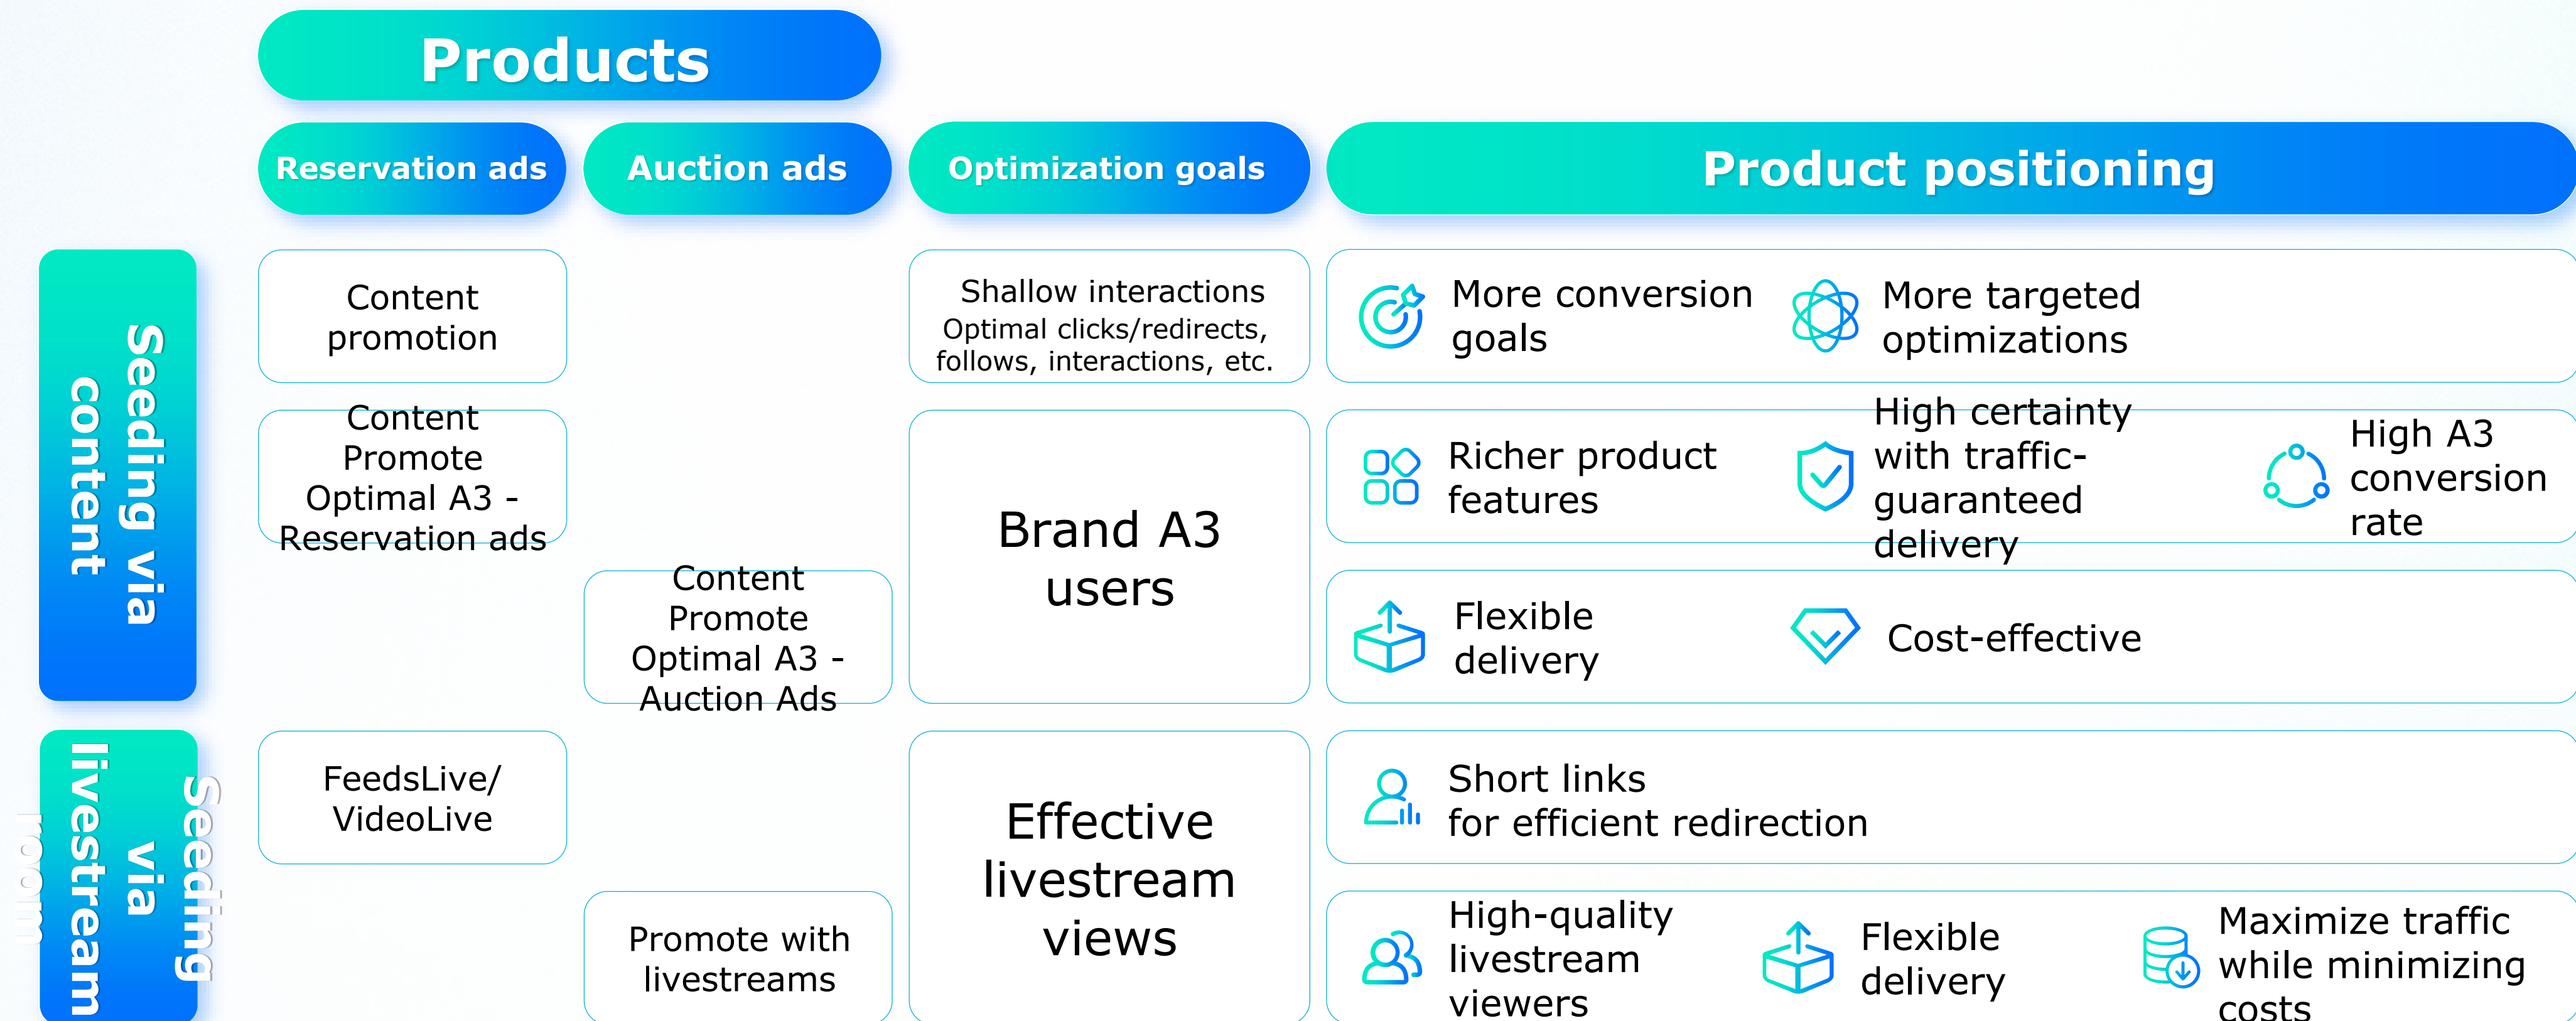 Products
Reservation ads
Auction ads
Optimization goals
Product positioning
Seeding via
content
Content
promotion
Shallow interactions
Optimal clicks/redirects,
follows, interactions, etc.
More conversion
goals
More targeted
optimizations
Content
Promote
Optimal A3 -
Reservation ads
Brand A3
users
Richer product
features
High certainty
with traffic-
guaranteed
delivery
High A3
conversion
rate
Content
Promote
Optimal A3 -
Auction Ads
Flexible
delivery
Cost-effective
Seeding
via
livestream
room
FeedsLive/
VideoLive
Effective
livestream
views
Short links
for efficient redirection
Promote with
livestreams
High-quality
livestream
viewers
Flexible
delivery
Maximize traffic
while minimizing
costs